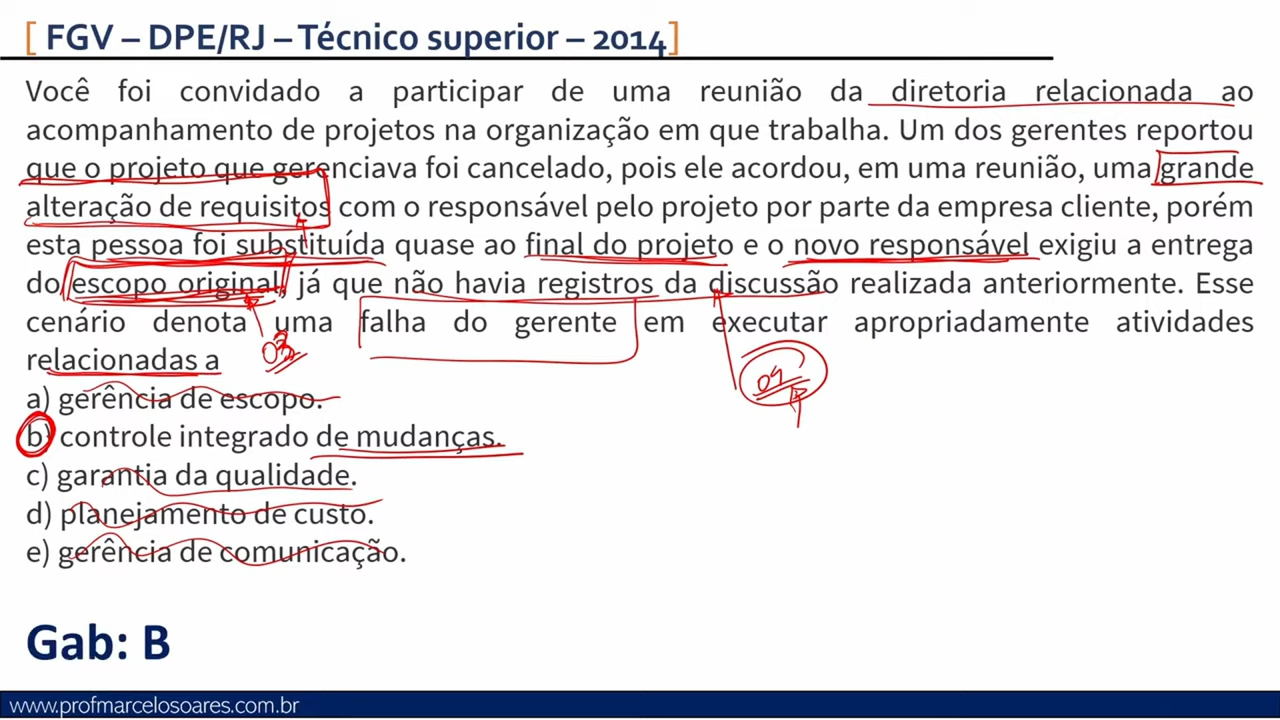 [ FGV – DPE/RJ – Técnico superior – 2014]
Você foi convidado a participar de uma reunião da diretoria relacionada ao
acompanhamento de projetos na organização em que trabalha. Um dos gerentes reportou
que o projeto que gerenciava foi cancelado, pois ele acordou, em uma reunião, uma grande
alteração de requisitos com o responsável pelo projeto por parte da empresa cliente, porém
esta pessoa foi substituída quase ao final do projeto e o novo responsável exigiu a entrega
do escopo original, já que não havia registros da discussão realizada anteriormente. Esse
cenário denota uma falha do gerente em executar apropriadamente atividades
relacionadas a
a) gerência de escopo.
b) controle integrado de mudanças.
c) garantia da qualidade.
d) planejamento de custo.
e) gerência de comunicação.
Gab: B
www.profmarcelosoares.com.br